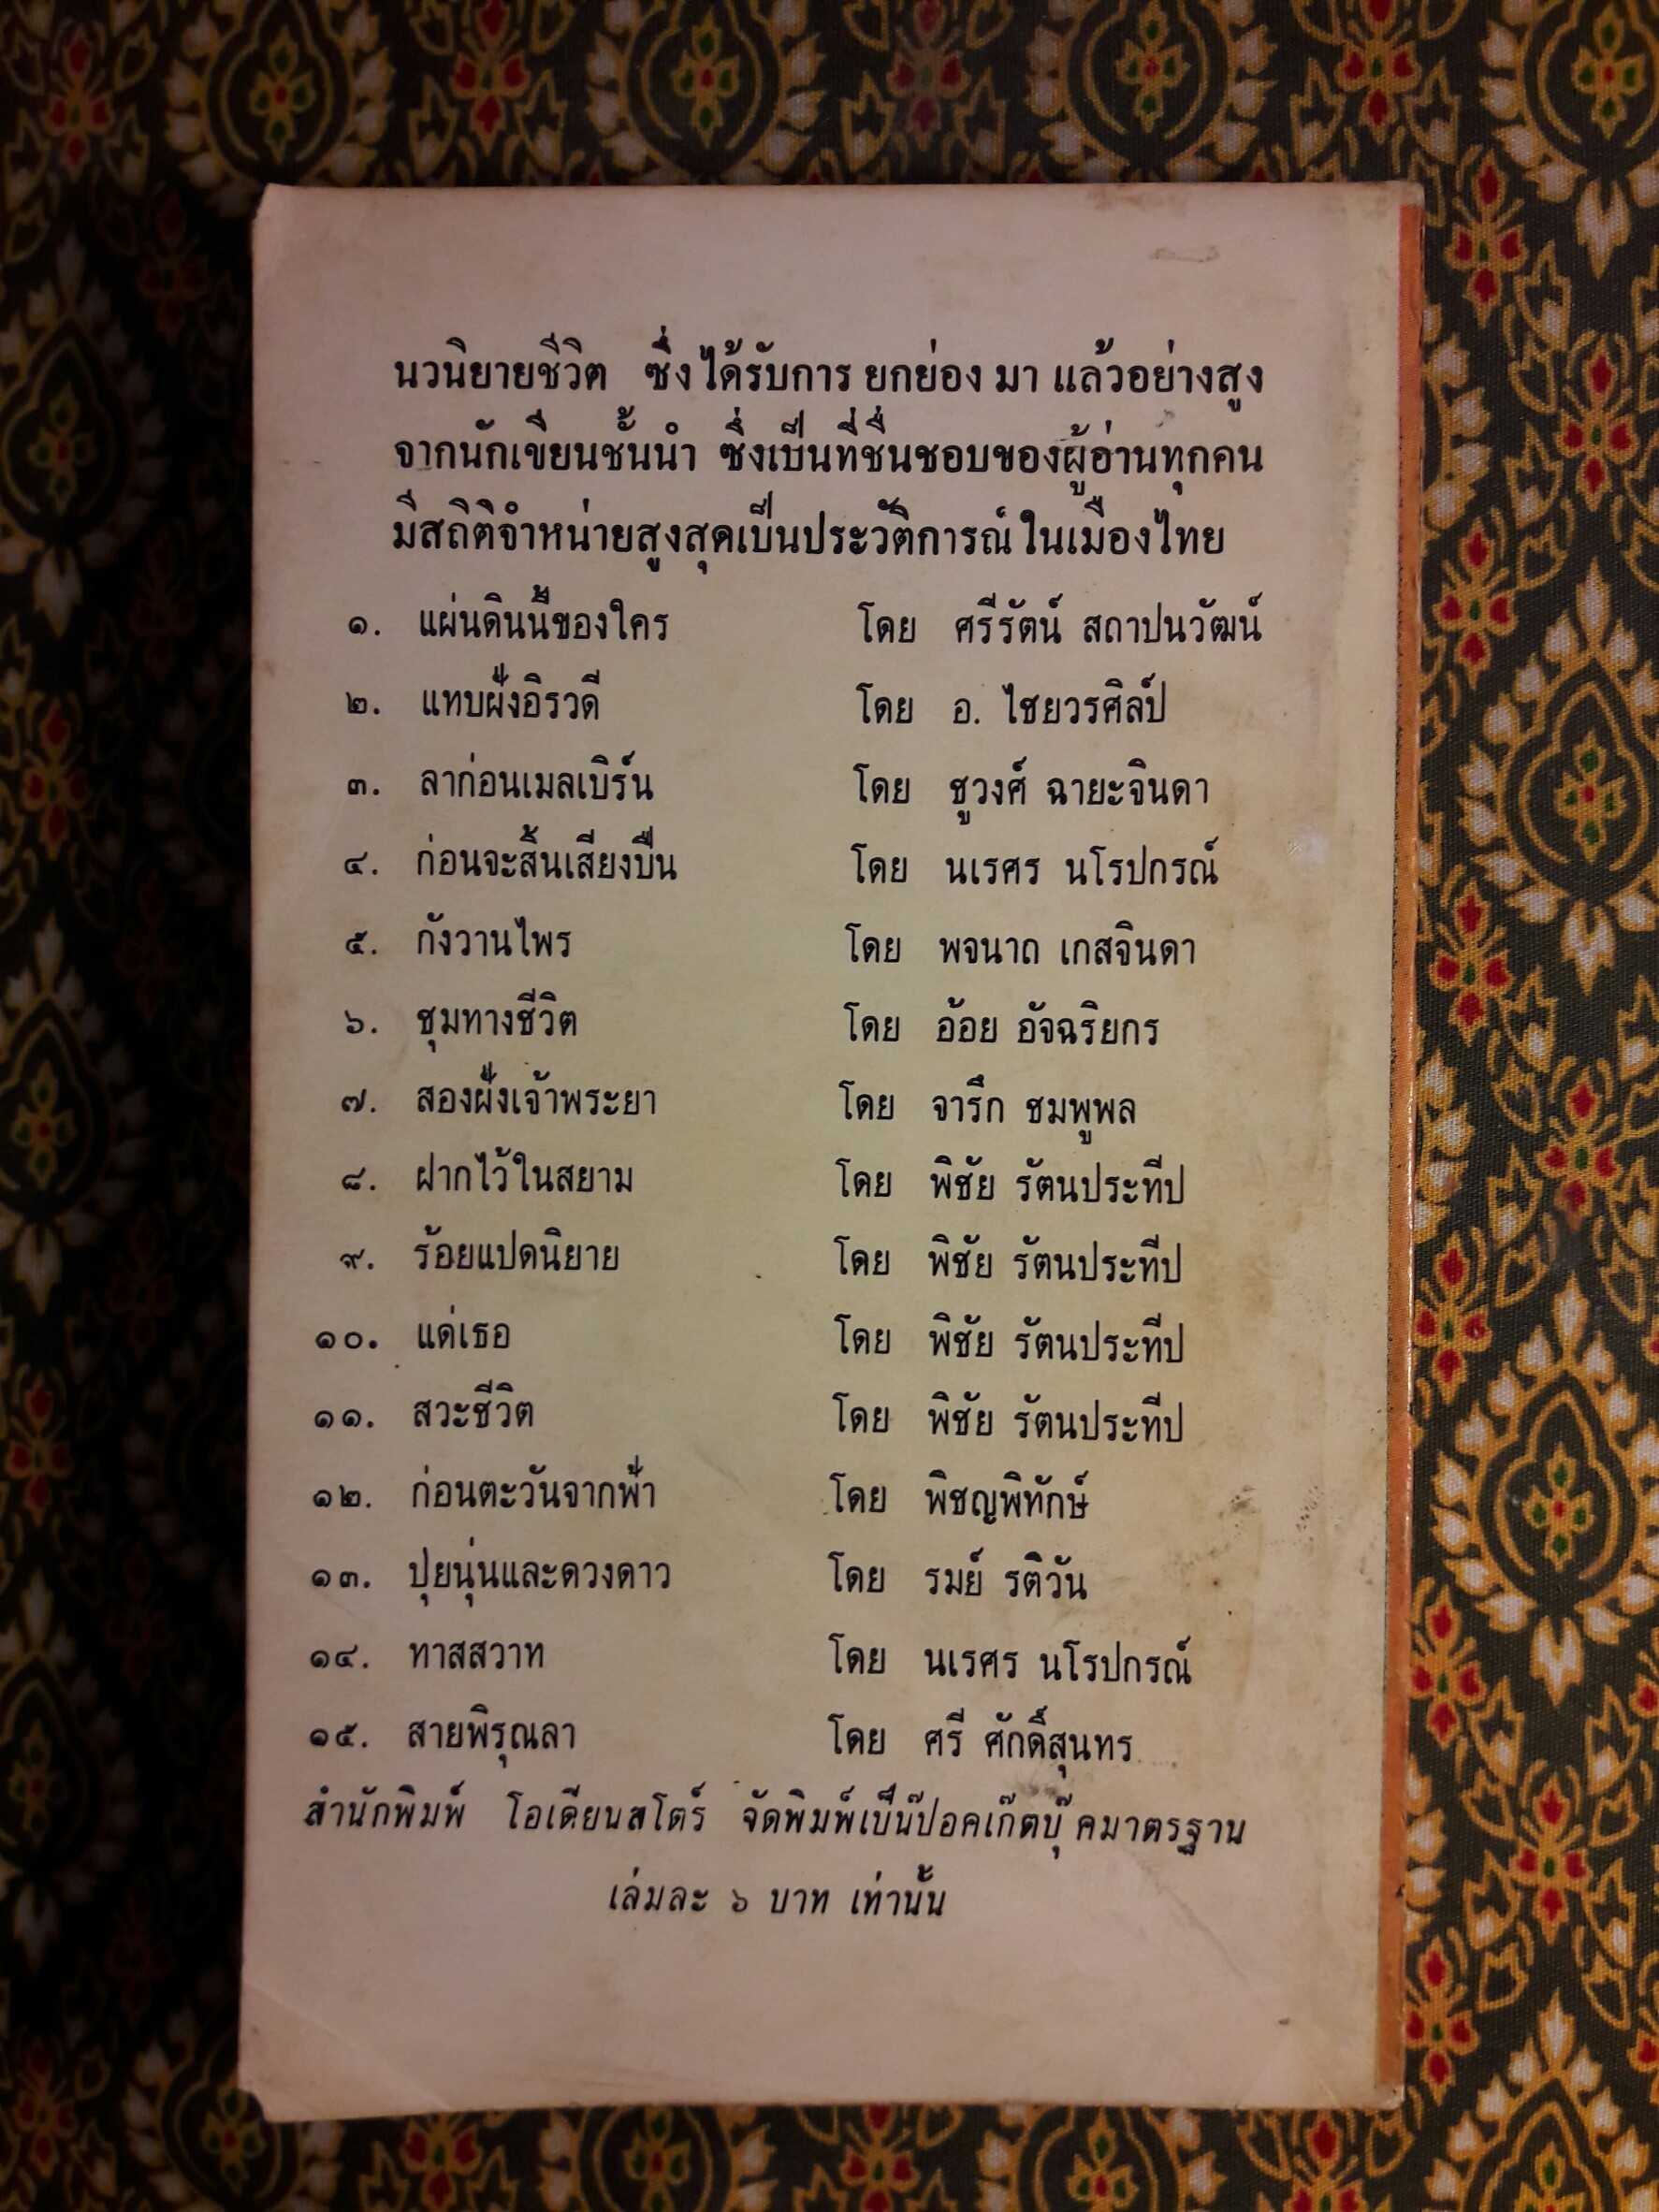 นวนิยายชีวิต ซึ่งได้รับการ ยกย่อง มา แล้วอย่างสูง
จากนักเขียนชั้นนำ ซึ่งเป็นที่ชื่นชอบของผู้อ่านทุกคน
มีสถิติจำหน่ายสูงสุดเป็นประวัติการณ์ในเมืองไทย
๑. แผ่นดินนี้ของใคร โดย ศรีรัตน์ สถาปนวัฒน์
๒. แทบฝั่งอิรวดี โดย อ. ไชยวรศิลป์
๓. ลาก่อนเมลเบิร์น โดย ชูวงศ์ ฉายะจินดา
๔. ก่อนจะสิ้นเสียงปืน โดย นเรศร นโรปกรณ์
๕. กังวานไพร โดย พจนาถ เกสจินดา
๖. ชุมทางชีวิต โดย อ้อย อัจฉริยกร
๗. สองฝั่งเจ้าพระยา โดย จารึก ชมพูพล
๘. ฝากไว้ในสยาม โดย พิชัย รัตนประทีป
๙. ร้อยแปดนิยาย โดย พิชัย รัตนประทีป
๑๐. แด่เธอ โดย พิชัย รัตนประทีป
๑๑. สวะชีวิต โดย พิชัย รัตนประทีป
๑๒. ก่อนตะวันจากฟ้า โดย พิชญพิทักษ์
๑๓. ปุยนุ่นและดวงดาว โดย รมย์ รติวัน
๑๔. ทาสสวาท โดย นเรศร นโรปกรณ์
๑๕. สายพิรุณลา โดย ศรี ศักดิ์สุนทร
สำนักพิมพ์ โอเดียนสโตร์ จัดพิมพ์เป็นป๊อคเก๊ตบุ๊คมาตรฐาน
เล่มละ ๖ บาท เท่านั้น